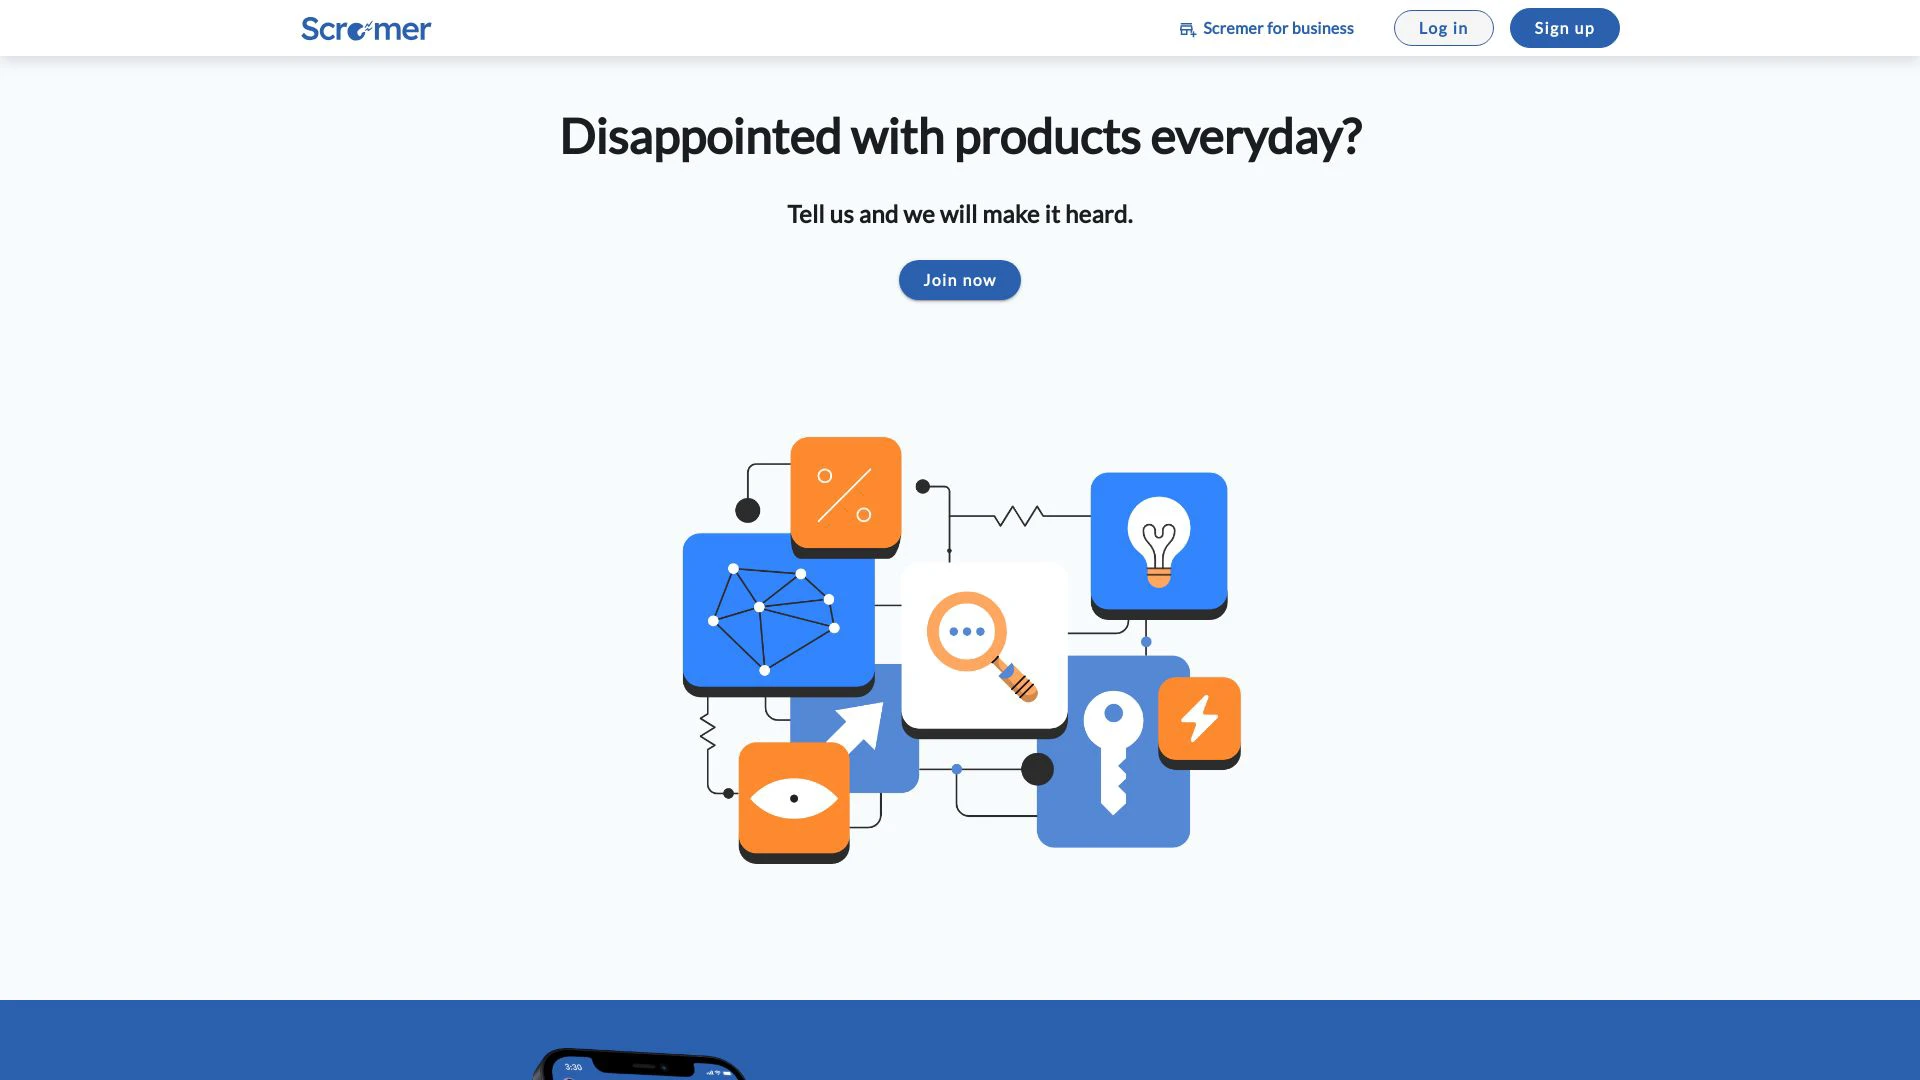 Scremer
Scremer for business
Log in
Sign up
Disappointed with products everyday?
Tell us and we will make it heard.
Join now
3:30